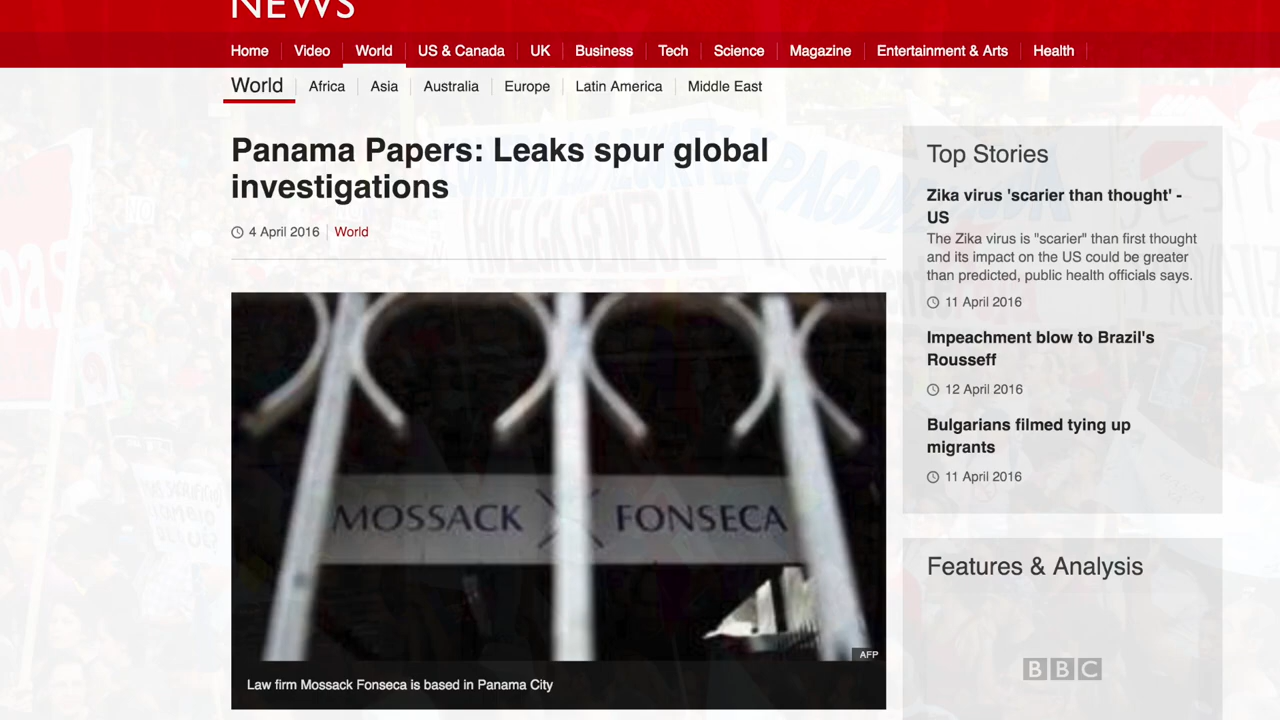 NEWS
Home Video World US & Canada UK Business Tech Science Magazine Entertainment & Arts Health
World Africa Asia Australia Europe Latin America Middle East
Panama Papers: Leaks spur global
investigations
4 April 2016 World
MOSSACK FONSECA
AFP
Law firm Mossack Fonseca is based in Panama City
Top Stories
Zika virus 'scarier than thought' -
US
The Zika virus is "scarier" than first thought
and its impact on the US could be greater
than predicted, public health officials says.
11 April 2016
Impeachment blow to Brazil's
Rousseff
12 April 2016
Bulgarians filmed tying up
migrants
11 April 2016
Features & Analysis
BBC